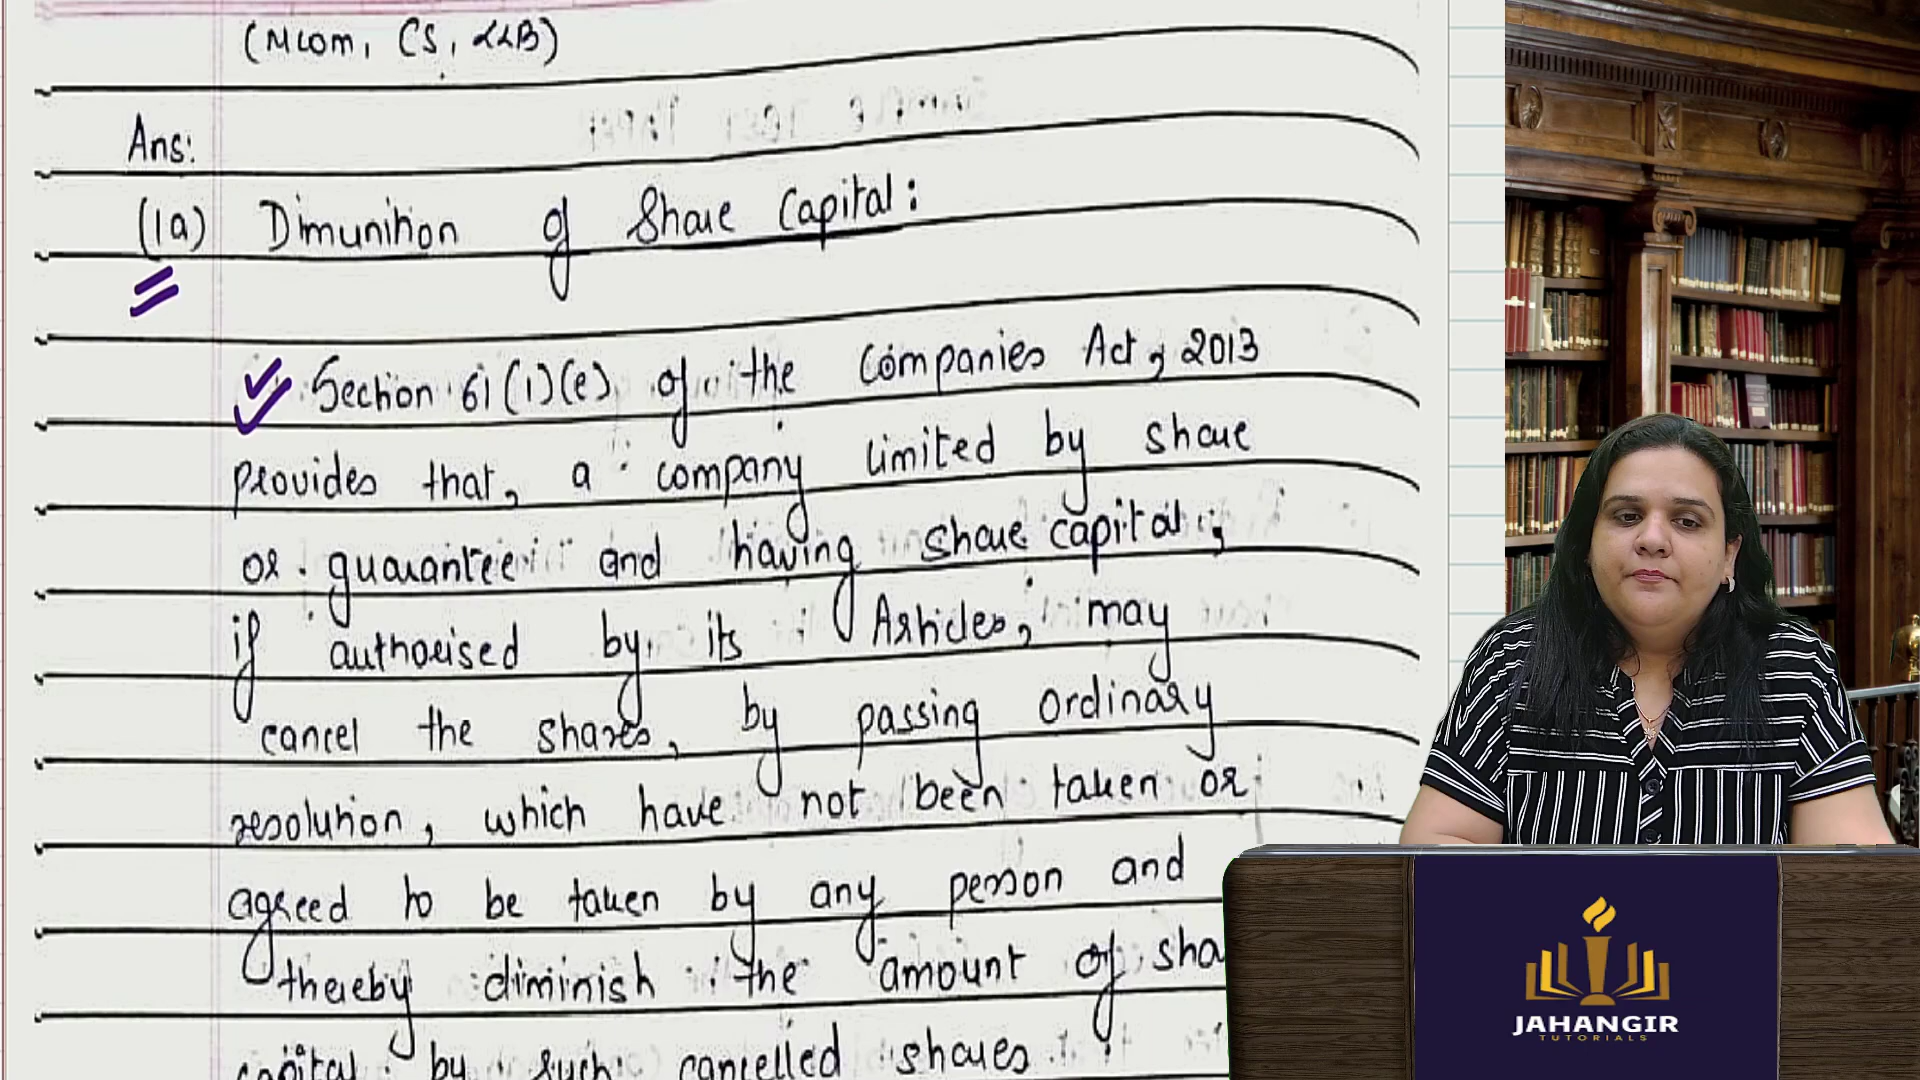 (Mcom, CS, LLB)
Ans:
(1a) Dimunition of Share Capital:
Section 61(1)(e) of the Companies Act, 2013
provides that, a company limited by share
or guarantee and having share capital,
if authorised by its Articles, may
cancel the shares, by passing ordinary
resolution, which have not been taken or
agreed to be taken by any person and
thereby diminish the amount of sha
capital by such cancelled shares.
JAHANGIR
TUTORIALS